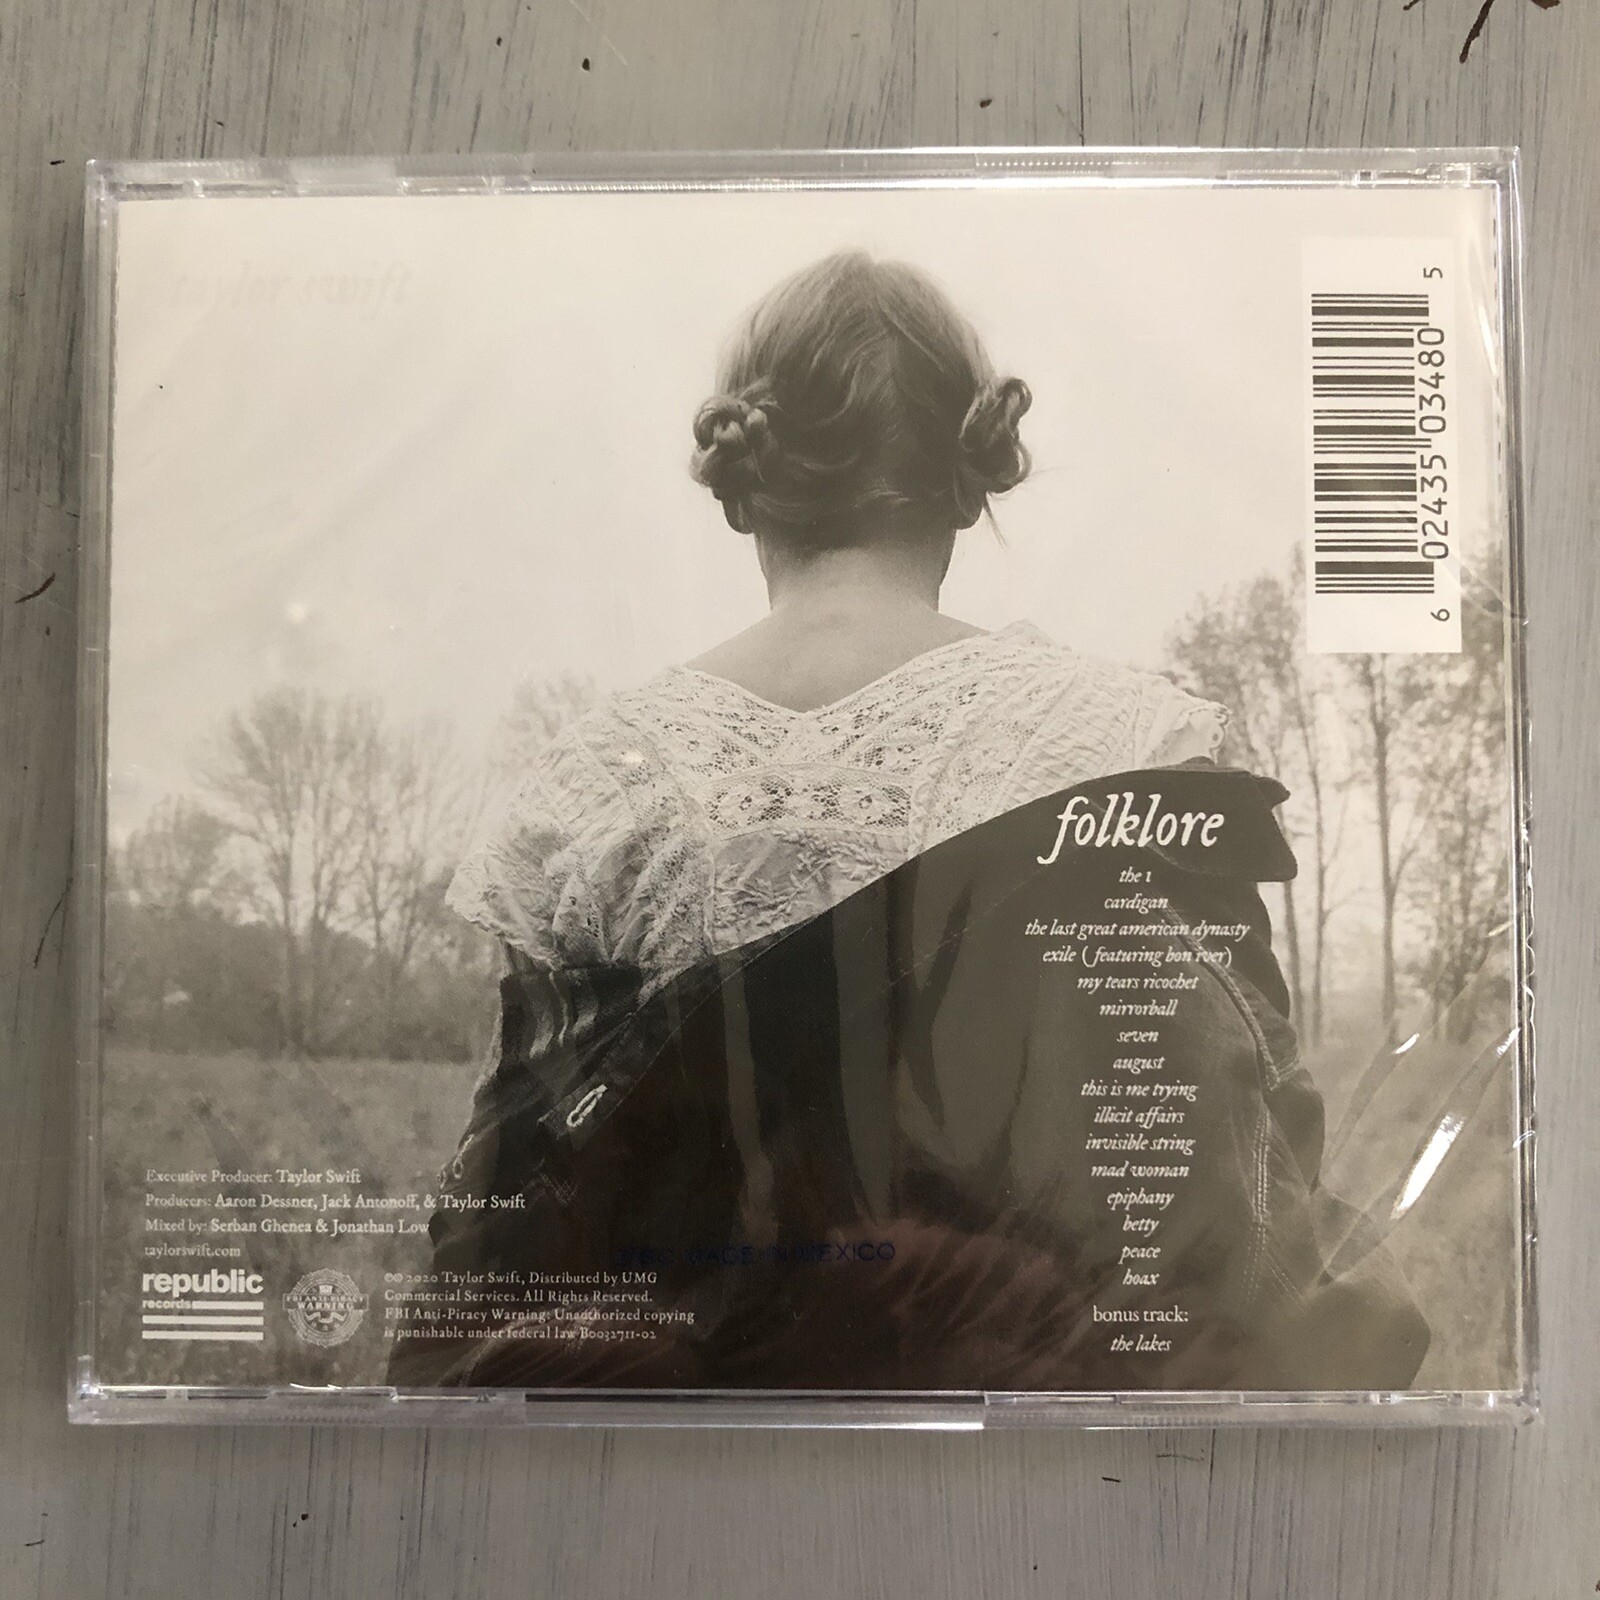 taylor swift
6 02435 03480 5
folklore
the 1
cardigan
the last great american dynasty
exile (featuring bon iver)
my tears ricochet
mirrorball
seven
august
this is me trying
illicit affairs
invisible string
mad woman
epiphany
betty
peace
hoax
bonus track:
the lakes
Executive Producer: Taylor Swift
Producers: Aaron Dessner, Jack Antonoff, & Taylor Swift
Mixed by: Serban Ghenea & Jonathan Low
taylorswift.com
republic
records
FBI ANTI-PIRACY
WARNING
℗© 2020 Taylor Swift, Distributed by UMG
Commercial Services. All Rights Reserved.
FBI Anti-Piracy Warning: Unauthorized copying
is punishable under federal law B0032711-02
MEXICO